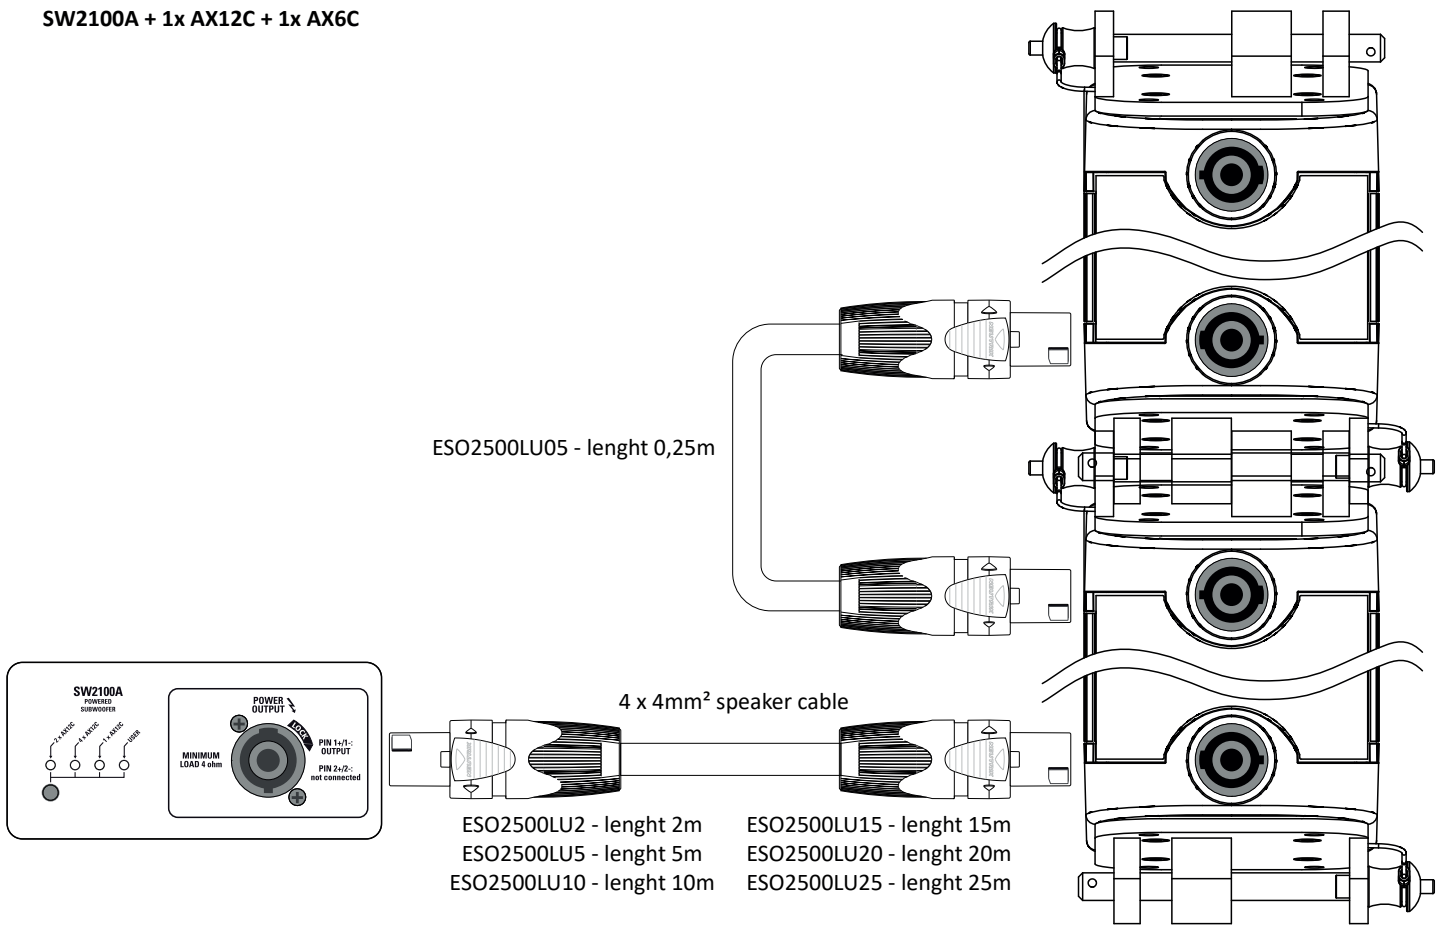 SW2100A + 1x AX12C + 1x AX6C
ESO2500LU05 - lenght 0,25m
4 x 4mm² speaker cable
SW2100A
POWERED
SUBWOOFER
2 x AX12C
4 x AX12C
1 x AX12C
USER
POWER
OUTPUT
LOCK
MINIMUM
LOAD 4 ohm
PIN 1+/1-:
OUTPUT
PIN 2+/2-:
not connected
ESO2500LU2 - lenght 2m
ESO2500LU5 - lenght 5m
ESO2500LU10 - lenght 10m
ESO2500LU15 - lenght 15m
ESO2500LU20 - lenght 20m
ESO2500LU25 - lenght 25m